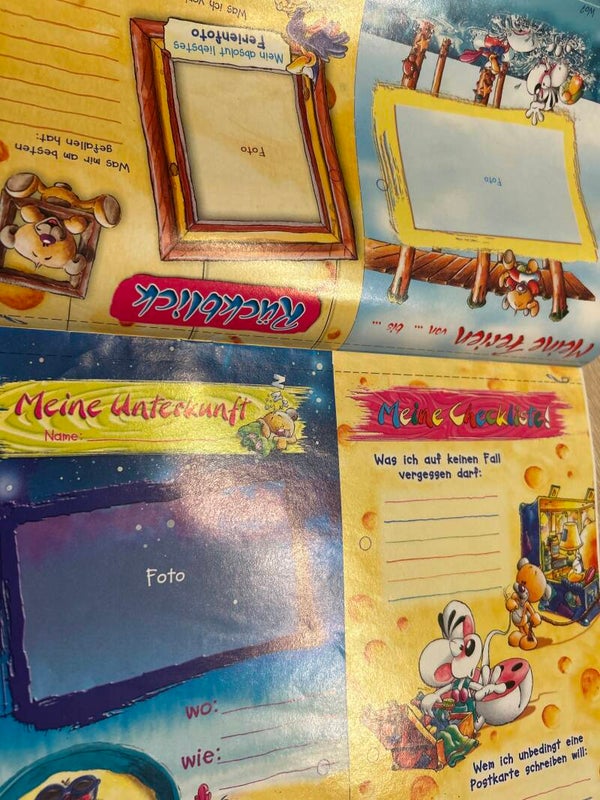 Was ich
Mein absolut liebstes
Ferienfoto
Foto
Was mir am besten
gefallen hat:
Rückblick
Foto
Meine Ferien von ... bis ...
Meine Unterkunft
Name:
Foto
wo:
wie:
Meine Checkliste!
Was ich auf keinen Fall
vergessen darf:
Wem ich unbedingt eine
Postkarte schreiben will: